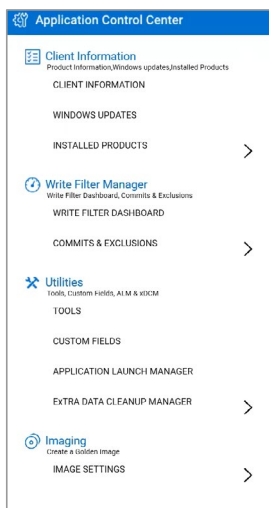 Application Control Center
Client Information
Product Information,Windows updates,Installed Products
CLIENT INFORMATION
WINDOWS UPDATES
INSTALLED PRODUCTS
Write Filter Manager
Write Filter Dashboard, Commits & Exclusions
WRITE FILTER DASHBOARD
COMMITS & EXCLUSIONS
Utilities
Tools, Custom Fields, ALM & xDCM
TOOLS
CUSTOM FIELDS
APPLICATION LAUNCH MANAGER
ExTRA DATA CLEANUP MANAGER
Imaging
Create a Golden Image
IMAGE SETTINGS